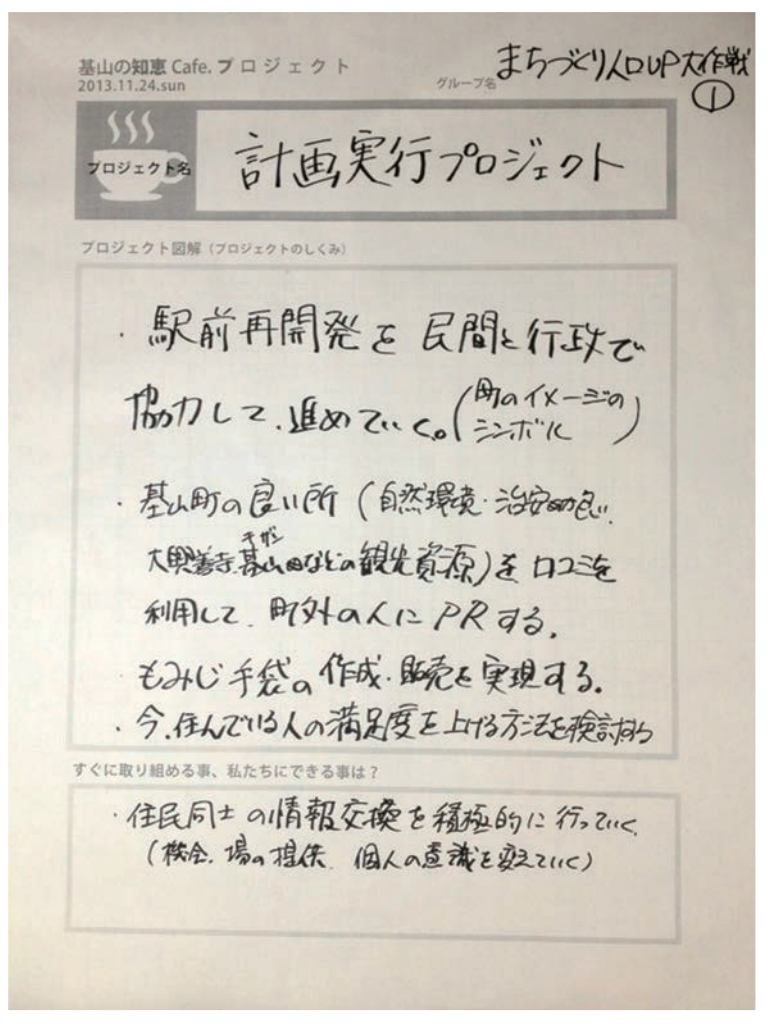 基山の知恵 Cafe. プロジェクト
2013.11.24.sun
グループ名 まちづくり人口UP大作戦
①
プロジェクト名 計画実行プロジェクト
プロジェクト図解（プロジェクトのしくみ）
・駅前再開発を民間と行政で
協力して、進めていく。(町のイメージの
シンボル)
・基山町の良い所（自然環境・治安の良い、
キザン
大興善寺、基山などの観光資源）を口コミを
利用して、町外の人にPRする。
・もみじ手袋の作成・販売を実現する。
・今、住んでいる人の満足度を上げる方法を検討する
すぐに取り組める事、私たちにできる事は？
・住民同士の情報交換を積極的に行っていく。
（機会、場の提供、個人の意識を変えていく）